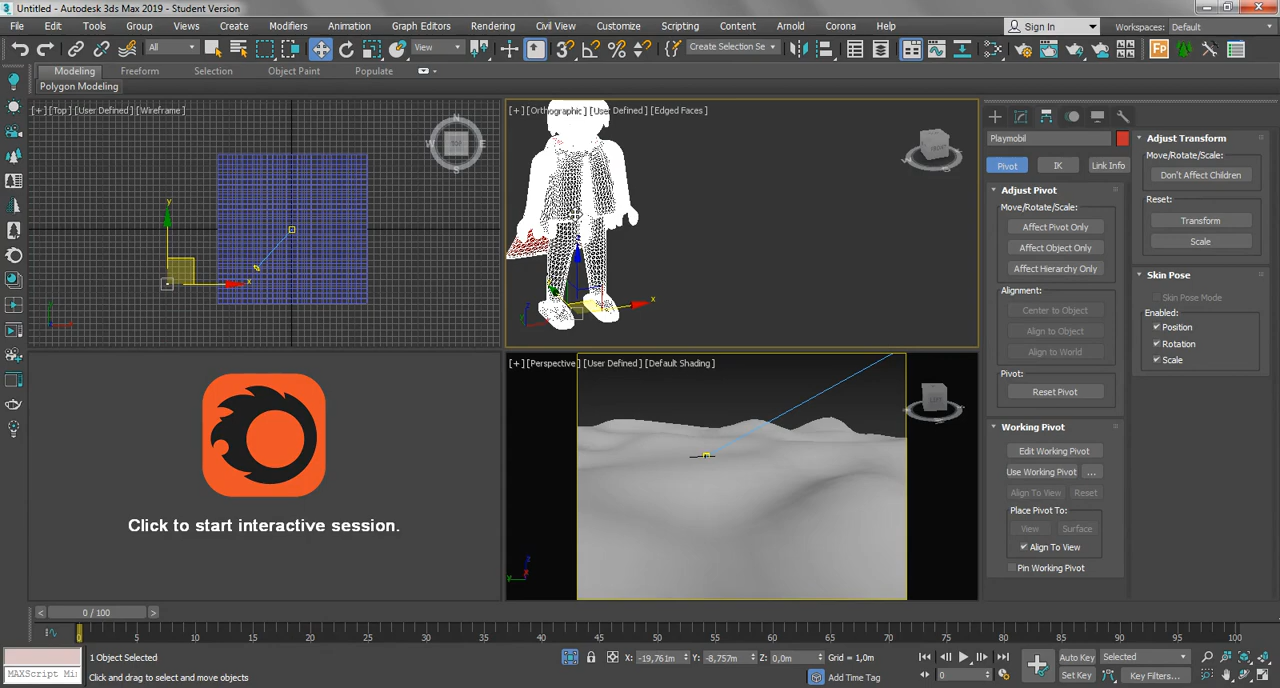 Untitled - Autodesk 3ds Max 2019 - Student Version
File Edit Tools Group Views Create Modifiers Animation Graph Editors Rendering Civil View Customize Scripting Content Arnold Corona Help Sign In Workspaces: Default
All View Create Selection Se
Modeling Freeform Selection Object Paint Populate
Polygon Modeling
[+] [Top] [User Defined] [Wireframe]
N
W E
y
x
[+] [Orthographic] [User Defined] [Edged Faces]
x
Click to start interactive session.
[+] [Perspective] [User Defined] [Default Shading]
Playmobil
Pivot IK Link Info
Adjust Pivot
Move/Rotate/Scale:
Affect Pivot Only
Affect Object Only
Affect Hierarchy Only
Alignment:
Center to Object
Align to Object
Align to World
Pivot:
Reset Pivot
Working Pivot
Edit Working Pivot
Use Working Pivot ...
Align To View Reset
Place Pivot To:
View Surface
Align To View
Pin Working Pivot
Adjust Transform
Move/Rotate/Scale:
Don't Affect Children
Reset:
Transform
Scale
Skin Pose
Skin Pose Mode
Enabled:
Position
Rotation
Scale
< 0 / 100 >
0 5 10 15 20 25 30 35 40 45 50 55 60 65 70 75 80 85 90 95 100
1 Object Selected X: -19,761m Y: -8,757m Z: 0,0m Grid = 1,0m Auto Key Selected
MAXScript Mi Click and drag to select and move objects Add Time Tag 0 Set Key Key Filters...